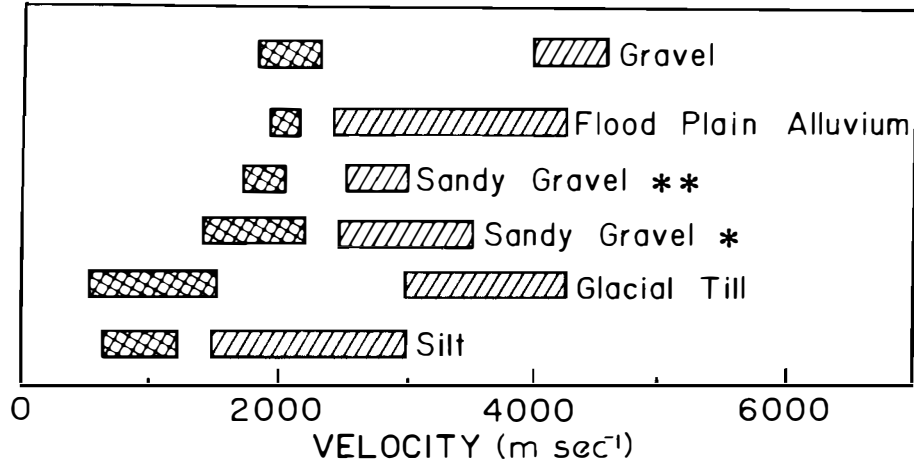 Gravel
Flood Plain Alluvium
Sandy Gravel **
Sandy Gravel *
Glacial Till
Silt
0 2000 4000 6000
VELOCITY (m sec⁻¹)